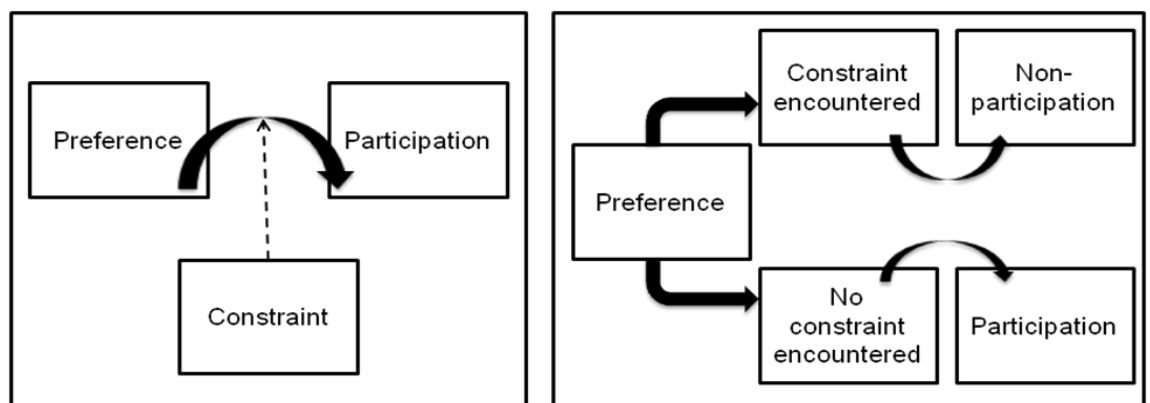 Preference
Participation
Constraint
Constraint
encountered
Non-
participation
Preference
No
constraint
encountered
Participation